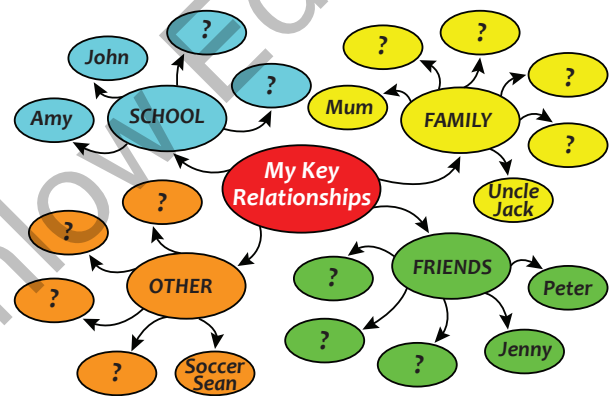 ?
John
?
Amy
SCHOOL
?
?
?
Mum
FAMILY
?
Uncle
Jack
My Key
Relationships
?
?
?
OTHER
?
Soccer
Sean
?
FRIENDS
Peter
?
?
Jenny